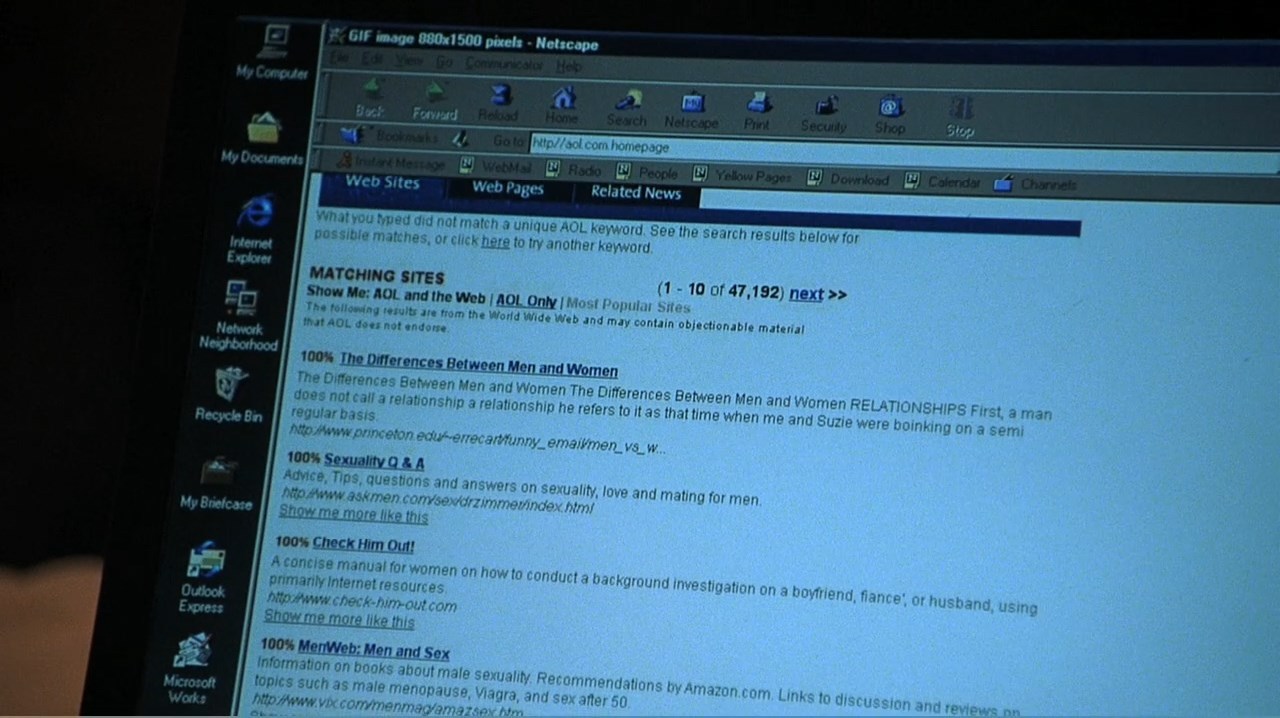 GIF image 880x1500 pixels - Netscape
File Edit View Go Communicator Help
Back Forward Reload Home Search Netscape Print Security Shop Stop
Bookmarks Go to http//aol.com.homepage
Instant Message WebMail Radio People Yellow Pages Download Calendar Channels
My Computer
My Documents
Internet
Explorer
Network
Neighborhood
Recycle Bin
My Briefcase
Outlook
Express
Microsoft
Works
Web Sites Web Pages Related News
What you typed did not match a unique AOL keyword. See the search results below for
possible matches, or click here to try another keyword.
MATCHING SITES (1 - 10 of 47,192) next >>
Show Me: AOL and the Web | AOL Only | Most Popular Sites
The following results are from the World Wide Web and may contain objectionable material
that AOL does not endorse.
100% The Differences Between Men and Women
The Differences Between Men and Women The Differences Between Men and Women RELATIONSHIPS First, a man
does not call a relationship a relationship he refers to it as that time when me and Suzie were boinking on a semi
regular basis.
http://www.princeton.edu/~errecart/funny_email/men_vs_w...
100% Sexuality Q & A
Advice, Tips, questions and answers on sexuality, love and mating for men.
http://www.askmen.com/sex/drzimmer/index.html
Show me more like this
100% Check Him Out!
A concise manual for women on how to conduct a background investigation on a boyfriend, fiance', or husband, using
primarily Internet resources.
http://www.check-him-out.com
Show me more like this
100% MenWeb: Men and Sex
Information on books about male sexuality. Recommendations by Amazon.com. Links to discussion and reviews on
topics such as male menopause, Viagra, and sex after 50.
http://www.vix.com/menmag/amazsex.htm